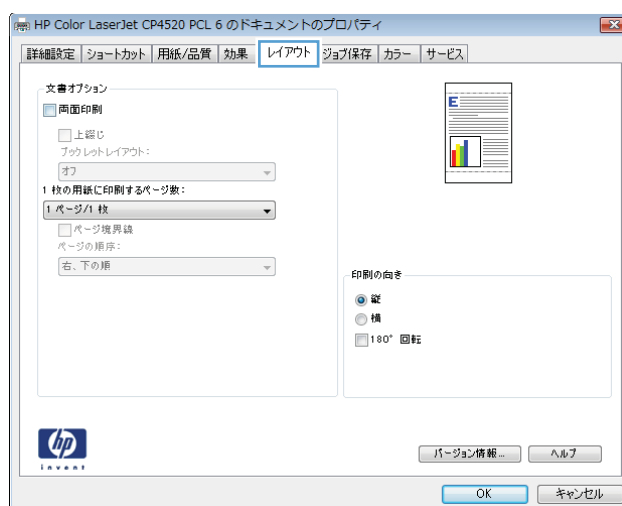 HP Color LaserJet CP4520 PCL 6 のドキュメントのプロパティ
詳細設定 ショートカット 用紙/品質 効果 レイアウト ジョブ保存 カラー サービス
文書オプション
両面印刷
上綴じ
ブックレットレイアウト:
オフ
1 枚の用紙に印刷するページ数:
1 ページ/1 枚
ページ境界線
ページの順序:
右、下の順
E
印刷の向き
縦
横
180° 回転
hp
invent
バージョン情報... ヘルプ
OK キャンセル